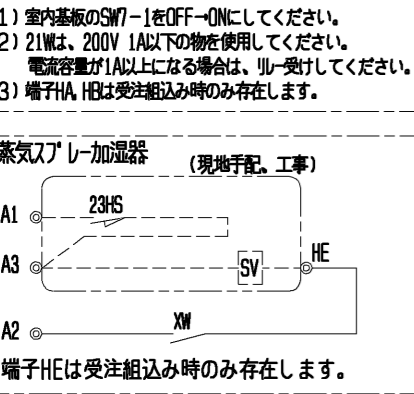 1）室内基板のSW7-1をOFF→ONにしてください。
2）21Wは、200V 1A以下の物を使用してください。
電流容量が1A以上になる場合は、リレー受けしてください。
3）端子HA,HBは受注組込み時のみ存在します。
蒸気スプレー加湿器
（現地手配、工事）
A1 23HS
A3 SV HE
A2 XW
端子HEは受注組込み時のみ存在します。